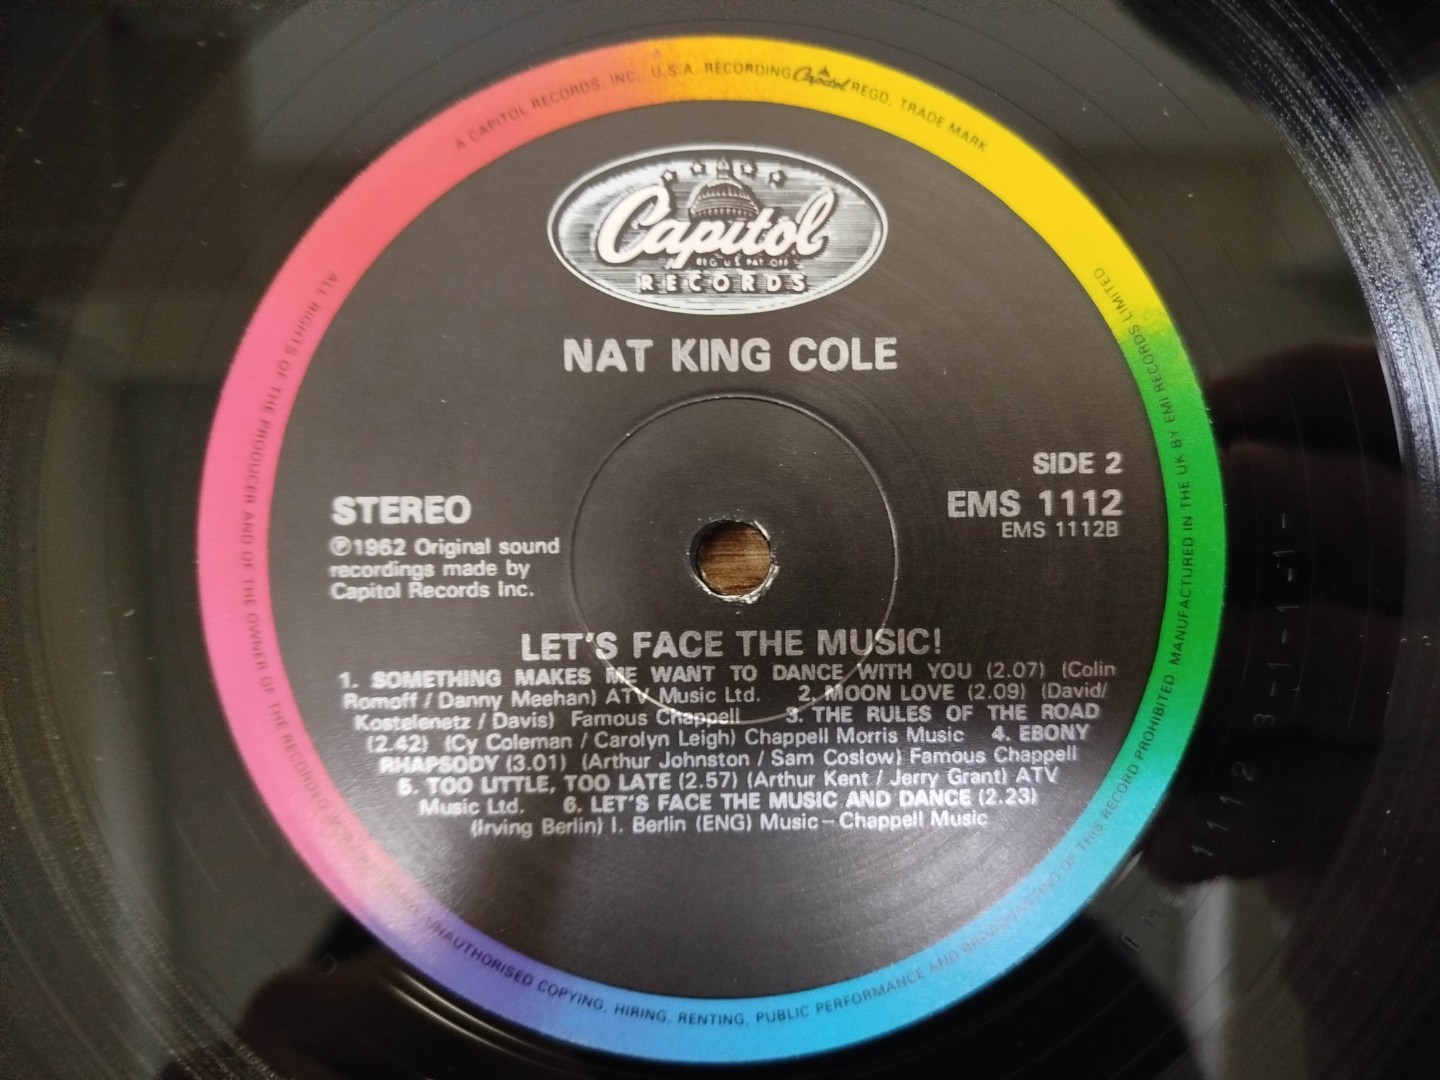 A CAPITOL RECORDS, INC. U.S.A. RECORDING Capitol REGD. TRADE MARK
Capitol
REG U.S PAT OFF
RECORDS
NAT KING COLE
SIDE 2
EMS 1112
EMS 1112B
STEREO
Ⓟ1962 Original sound
recordings made by
Capitol Records Inc.
LET'S FACE THE MUSIC!
1. SOMETHING MAKES ME WANT TO DANCE WITH YOU (2.07) (Colin
Romoff / Danny Meehan) ATV Music Ltd. 2. MOON LOVE (2.09) (David/
Kostelenetz / Davis) Famous Chappell 3. THE RULES OF THE ROAD
(2.42) (Cy Coleman / Carolyn Leigh) Chappell Morris Music 4. EBONY
RHAPSODY (3.01) (Arthur Johnston / Sam Coslow) Famous Chappell
5. TOO LITTLE, TOO LATE (2.57) (Arthur Kent / Jerry Grant) ATV
Music Ltd. 6. LET'S FACE THE MUSIC AND DANCE (2.23)
(Irving Berlin) I. Berlin (ENG) Music – Chappell Music
ALL RIGHTS OF THE PRODUCER AND OF THE OWNER OF THE RECORDED UNAUTHORISED COPYING, HIRING, RENTING, PUBLIC PERFORMANCE AND BROADCASTING OF THIS RECORD PROHIBITED. MANUFACTURED IN THE UK BY EMI RECORDS LIMITED